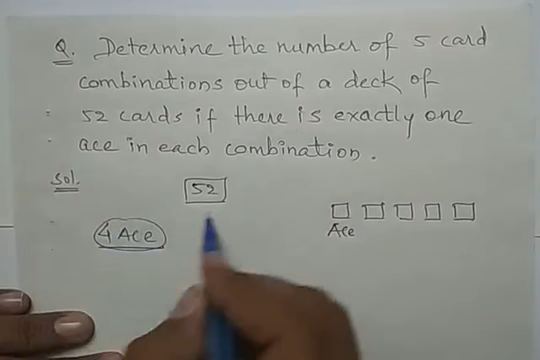 Q. Determine the number of 5 card
combinations out of a deck of
52 cards if there is exactly one
ace in each combination.
Sol.
52
4 Ace
Ace